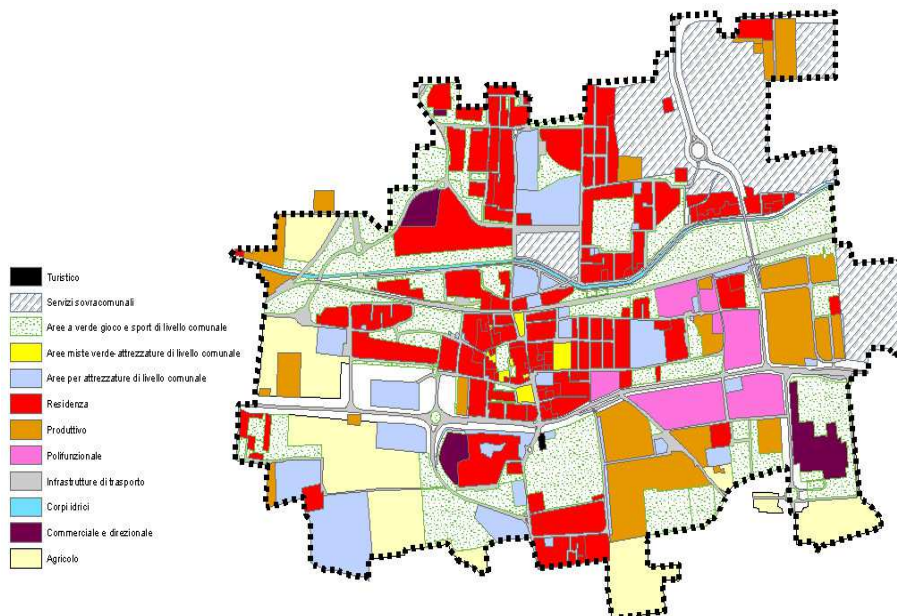 Turistico
Servizi sovracomunali
Aree a verde gioco e sport di livello comunale
Aree miste verde-attrezzature di livello comunale
Aree per attrezzature di livello comunale
Residenza
Produttivo
Polifunzionale
Infrastrutture di trasporto
Corpi idrici
Commerciale e direzionale
Agricolo